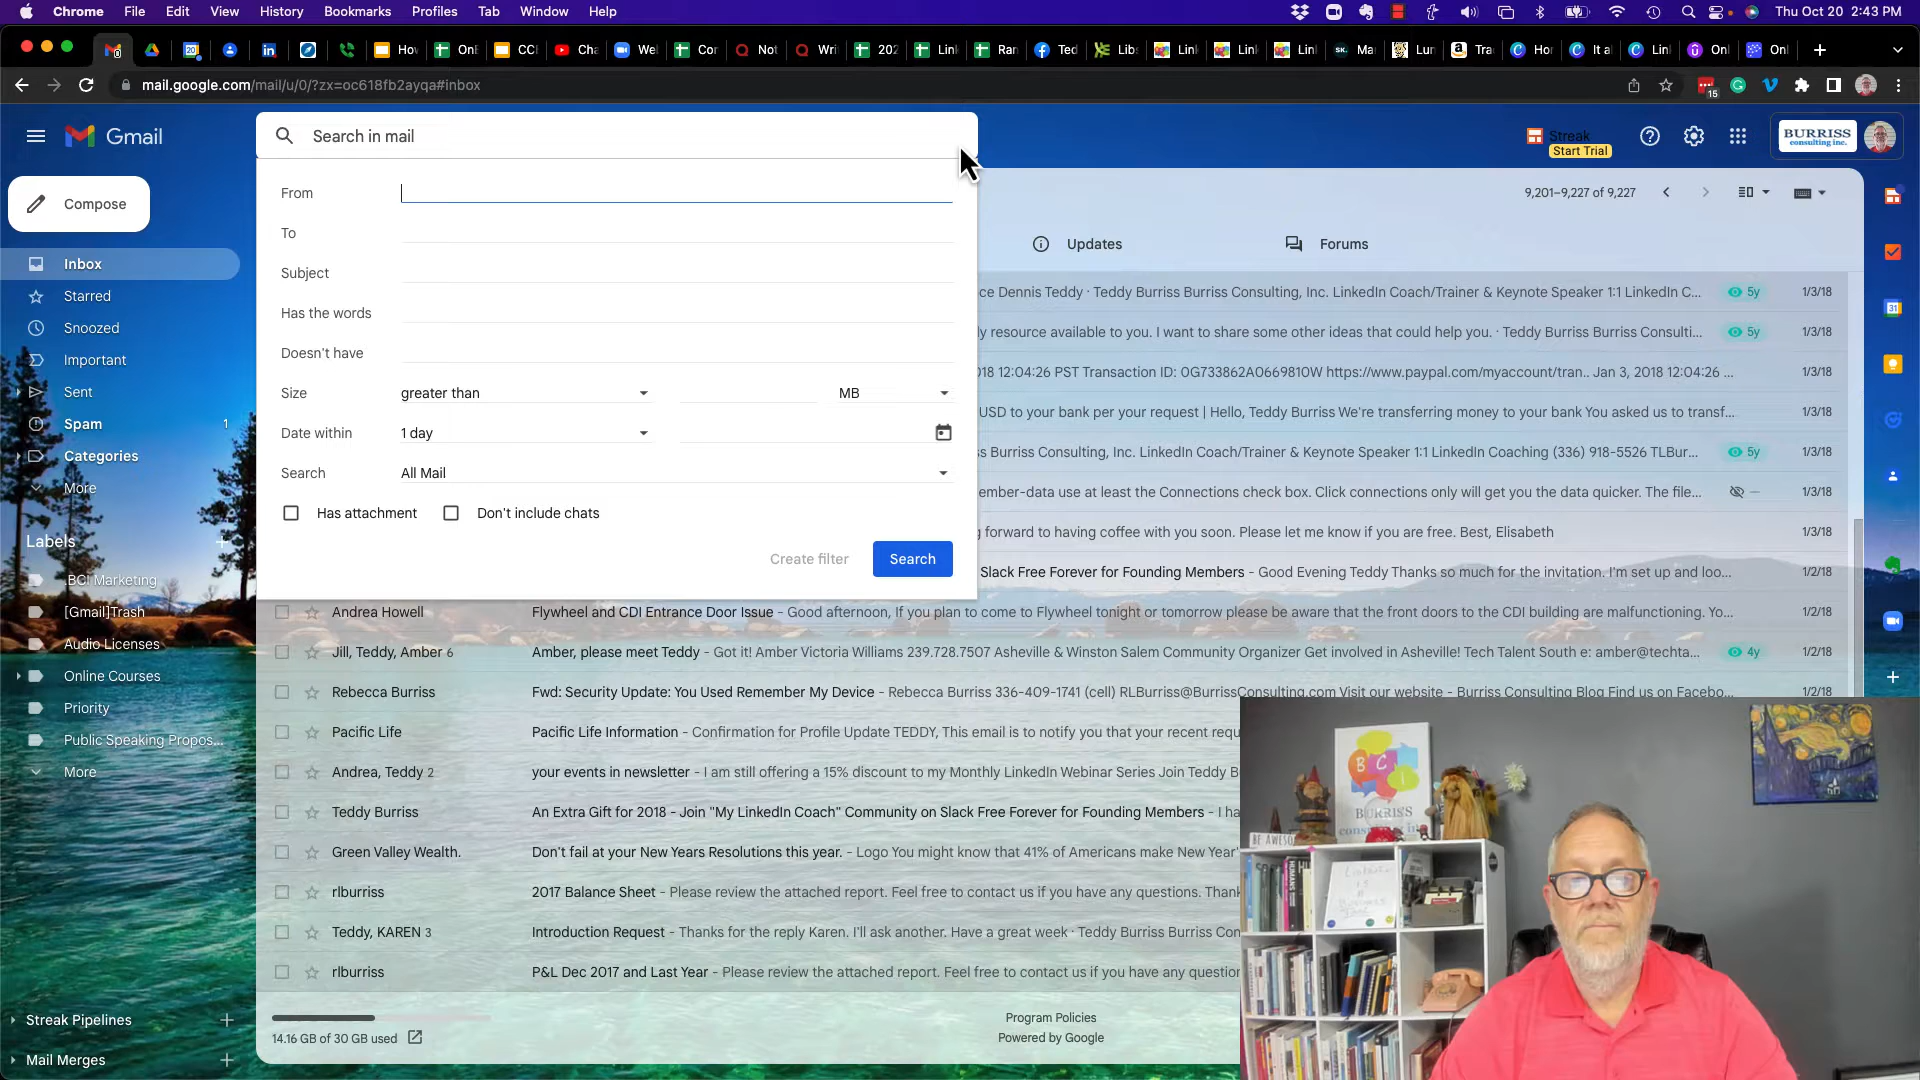 Chrome File Edit View History Bookmarks Profiles Tab Window Help
Thu Oct 20 2:43 PM
mail.google.com/mail/u/0/?zx=oc618fb2ayqa#inbox
15
Gmail
Search in mail
Streak
Start Trial
BURRISS
consulting inc.
Compose
From
To
Subject
Has the words
Doesn't have
Size greater than MB
Date within 1 day
Search All Mail
Has attachment Don't include chats
Create filter Search
Inbox
Starred
Snoozed
Important
Sent
Spam 1
Categories
More
Labels
.BCI Marketing
[Gmail]Trash
Audio Licenses
Online Courses
Priority
Public Speaking Propos...
More
Streak Pipelines
Mail Merges
9,201–9,227 of 9,227
Updates Forums
ce Dennis Teddy · Teddy Burriss Burriss Consulting, Inc. LinkedIn Coach/Trainer & Keynote Speaker 1:1 LinkedIn C... 5y 1/3/18
ly resource available to you. I want to share some other ideas that could help you. · Teddy Burriss Burriss Consulti... 5y 1/3/18
018 12:04:26 PST Transaction ID: 0G733862A0669810W https://www.paypal.com/myaccount/tran.. Jan 3, 2018 12:04:26 ... 1/3/18
USD to your bank per your request | Hello, Teddy Burriss We're transferring money to your bank You asked us to transf... 1/3/18
ss Burriss Consulting, Inc. LinkedIn Coach/Trainer & Keynote Speaker 1:1 LinkedIn Coaching (336) 918-5526 TLBur... 5y 1/3/18
ember-data use at least the Connections check box. Click connections only will get you the data quicker. The file... 1/3/18
g forward to having coffee with you soon. Please let me know if you are free. Best, Elisabeth 1/3/18
Slack Free Forever for Founding Members - Good Evening Teddy Thanks so much for the invitation. I'm set up and loo... 1/2/18
Andrea Howell Flywheel and CDI Entrance Door Issue - Good afternoon, If you plan to come to Flywheel tonight or tomorrow please be aware that the front doors to the CDI building are malfunctioning. Yo... 1/2/18
Jill, Teddy, Amber 6 Amber, please meet Teddy - Got it! Amber Victoria Williams 239.728.7507 Asheville & Winston Salem Community Organizer Get involved in Asheville! Tech Talent South e: amber@techta... 4y 1/2/18
Rebecca Burriss Fwd: Security Update: You Used Remember My Device - Rebecca Burriss 336-409-1741 (cell) RLBurriss@BurrissConsulting.com Visit our website - Burriss Consulting Blog Find us on Facebo... 1/2/18
Pacific Life Pacific Life Information - Confirmation for Profile Update TEDDY, This email is to notify you that your recent requ
Andrea, Teddy 2 your events in newsletter - I am still offering a 15% discount to my Monthly LinkedIn Webinar Series Join Teddy B
Teddy Burriss An Extra Gift for 2018 - Join "My LinkedIn Coach" Community on Slack Free Forever for Founding Members - I ha
Green Valley Wealth. Don't fail at your New Years Resolutions this year. - Logo You might know that 41% of Americans make New Year'
rlburriss 2017 Balance Sheet - Please review the attached report. Feel free to contact us if you have any questions. Thank
Teddy, KAREN 3 Introduction Request - Thanks for the reply Karen. I'll ask another. Have a great week · Teddy Burriss Burriss Con
rlburriss P&L Dec 2017 and Last Year - Please review the attached report. Feel free to contact us if you have any question
14.16 GB of 30 GB used
Program Policies
Powered by Google
BCI
BURRISS
BE AWESO